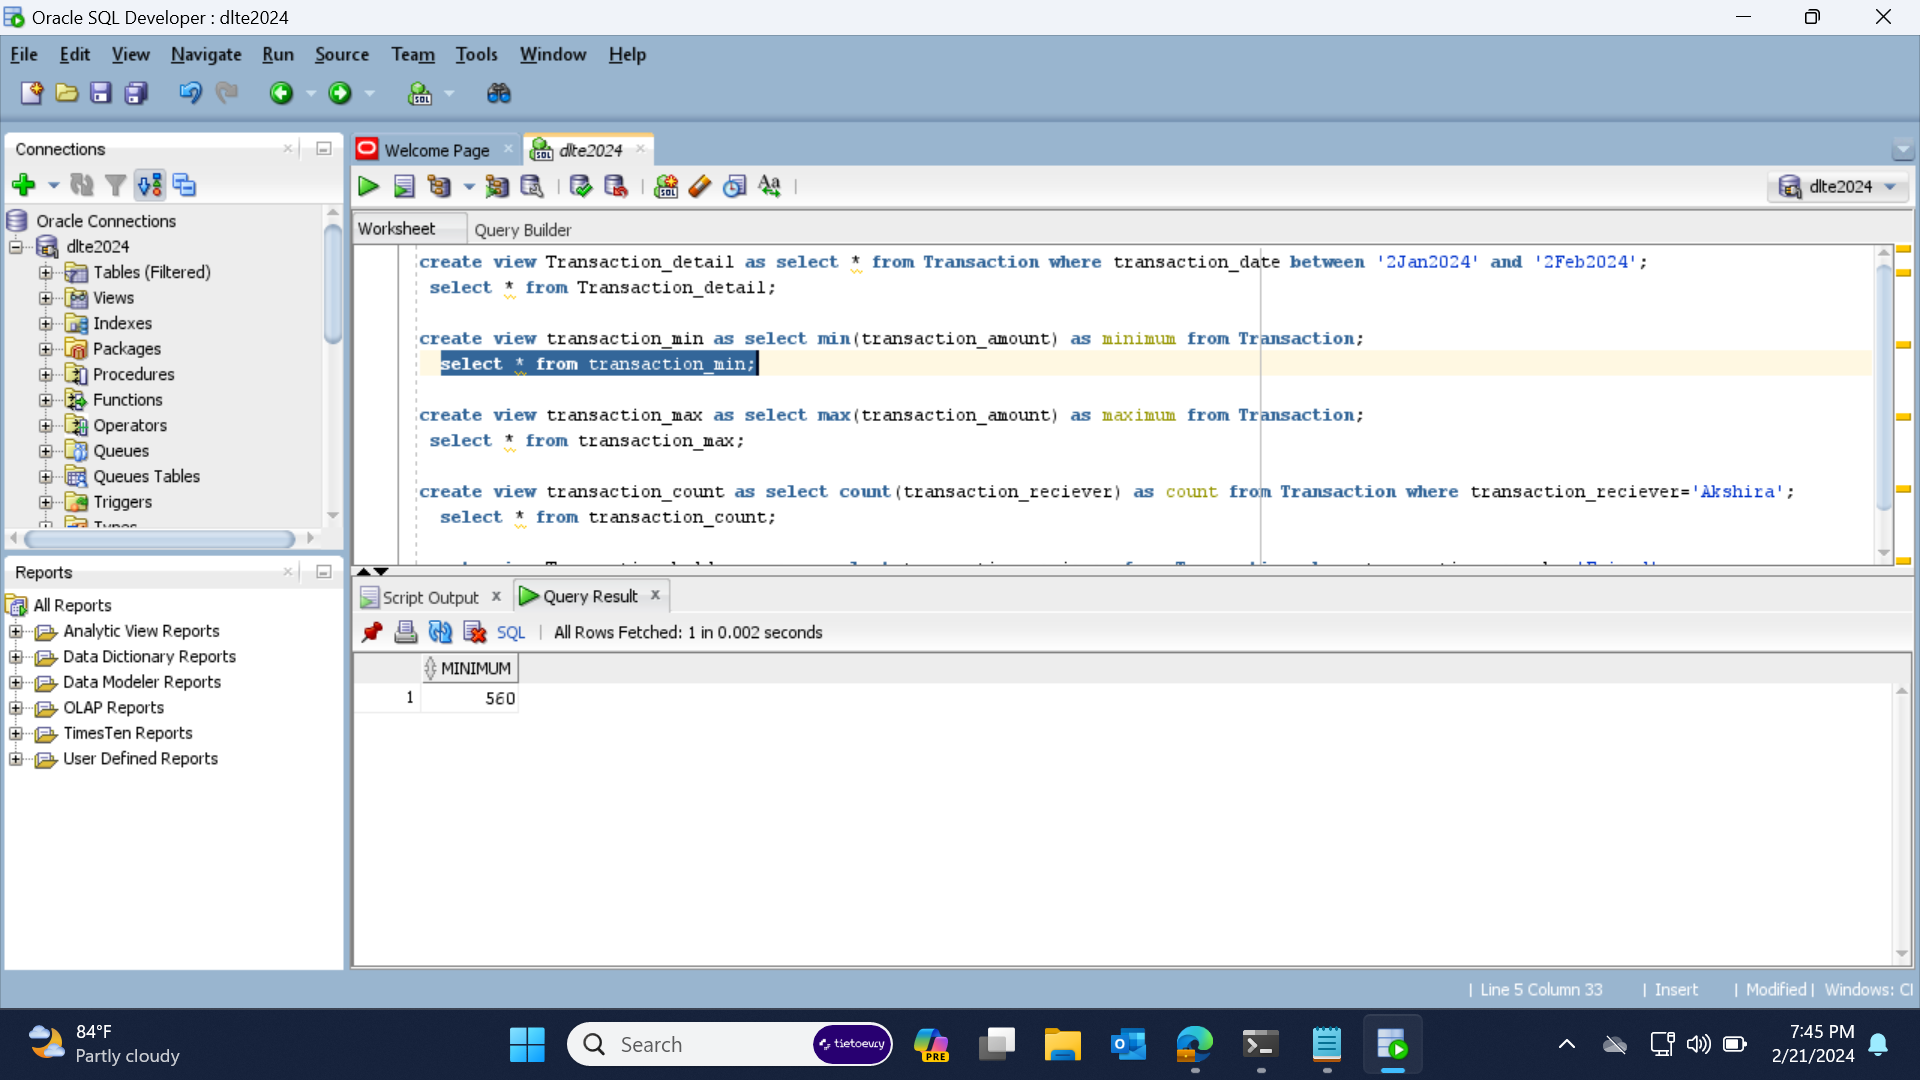 Oracle SQL Developer : dlte2024
File Edit View Navigate Run Source Team Tools Window Help
Connections
Welcome Page
dlte2024
dlte2024
Worksheet
Query Builder
Oracle Connections
dlte2024
Tables (Filtered)
Views
Indexes
Packages
Procedures
Functions
Operators
Queues
Queues Tables
Triggers
Types
create view Transaction_detail as select * from Transaction where transaction_date between '2Jan2024' and '2Feb2024';
select * from Transaction_detail;
create view transaction_min as select min(transaction_amount) as minimum from Transaction;
select * from transaction_min;
create view transaction_max as select max(transaction_amount) as maximum from Transaction;
select * from transaction_max;
create view transaction_count as select count(transaction_reciever) as count from Transaction where transaction_reciever='Akshira';
select * from transaction_count;
Reports
All Reports
Analytic View Reports
Data Dictionary Reports
Data Modeler Reports
OLAP Reports
TimesTen Reports
User Defined Reports
Script Output
Query Result
SQL
All Rows Fetched: 1 in 0.002 seconds
MINIMUM
1 560
Line 5 Column 33 | Insert | Modified | Windows: Cl
84°F
Partly cloudy
Search
tietoevry
PRE
7:45 PM
2/21/2024